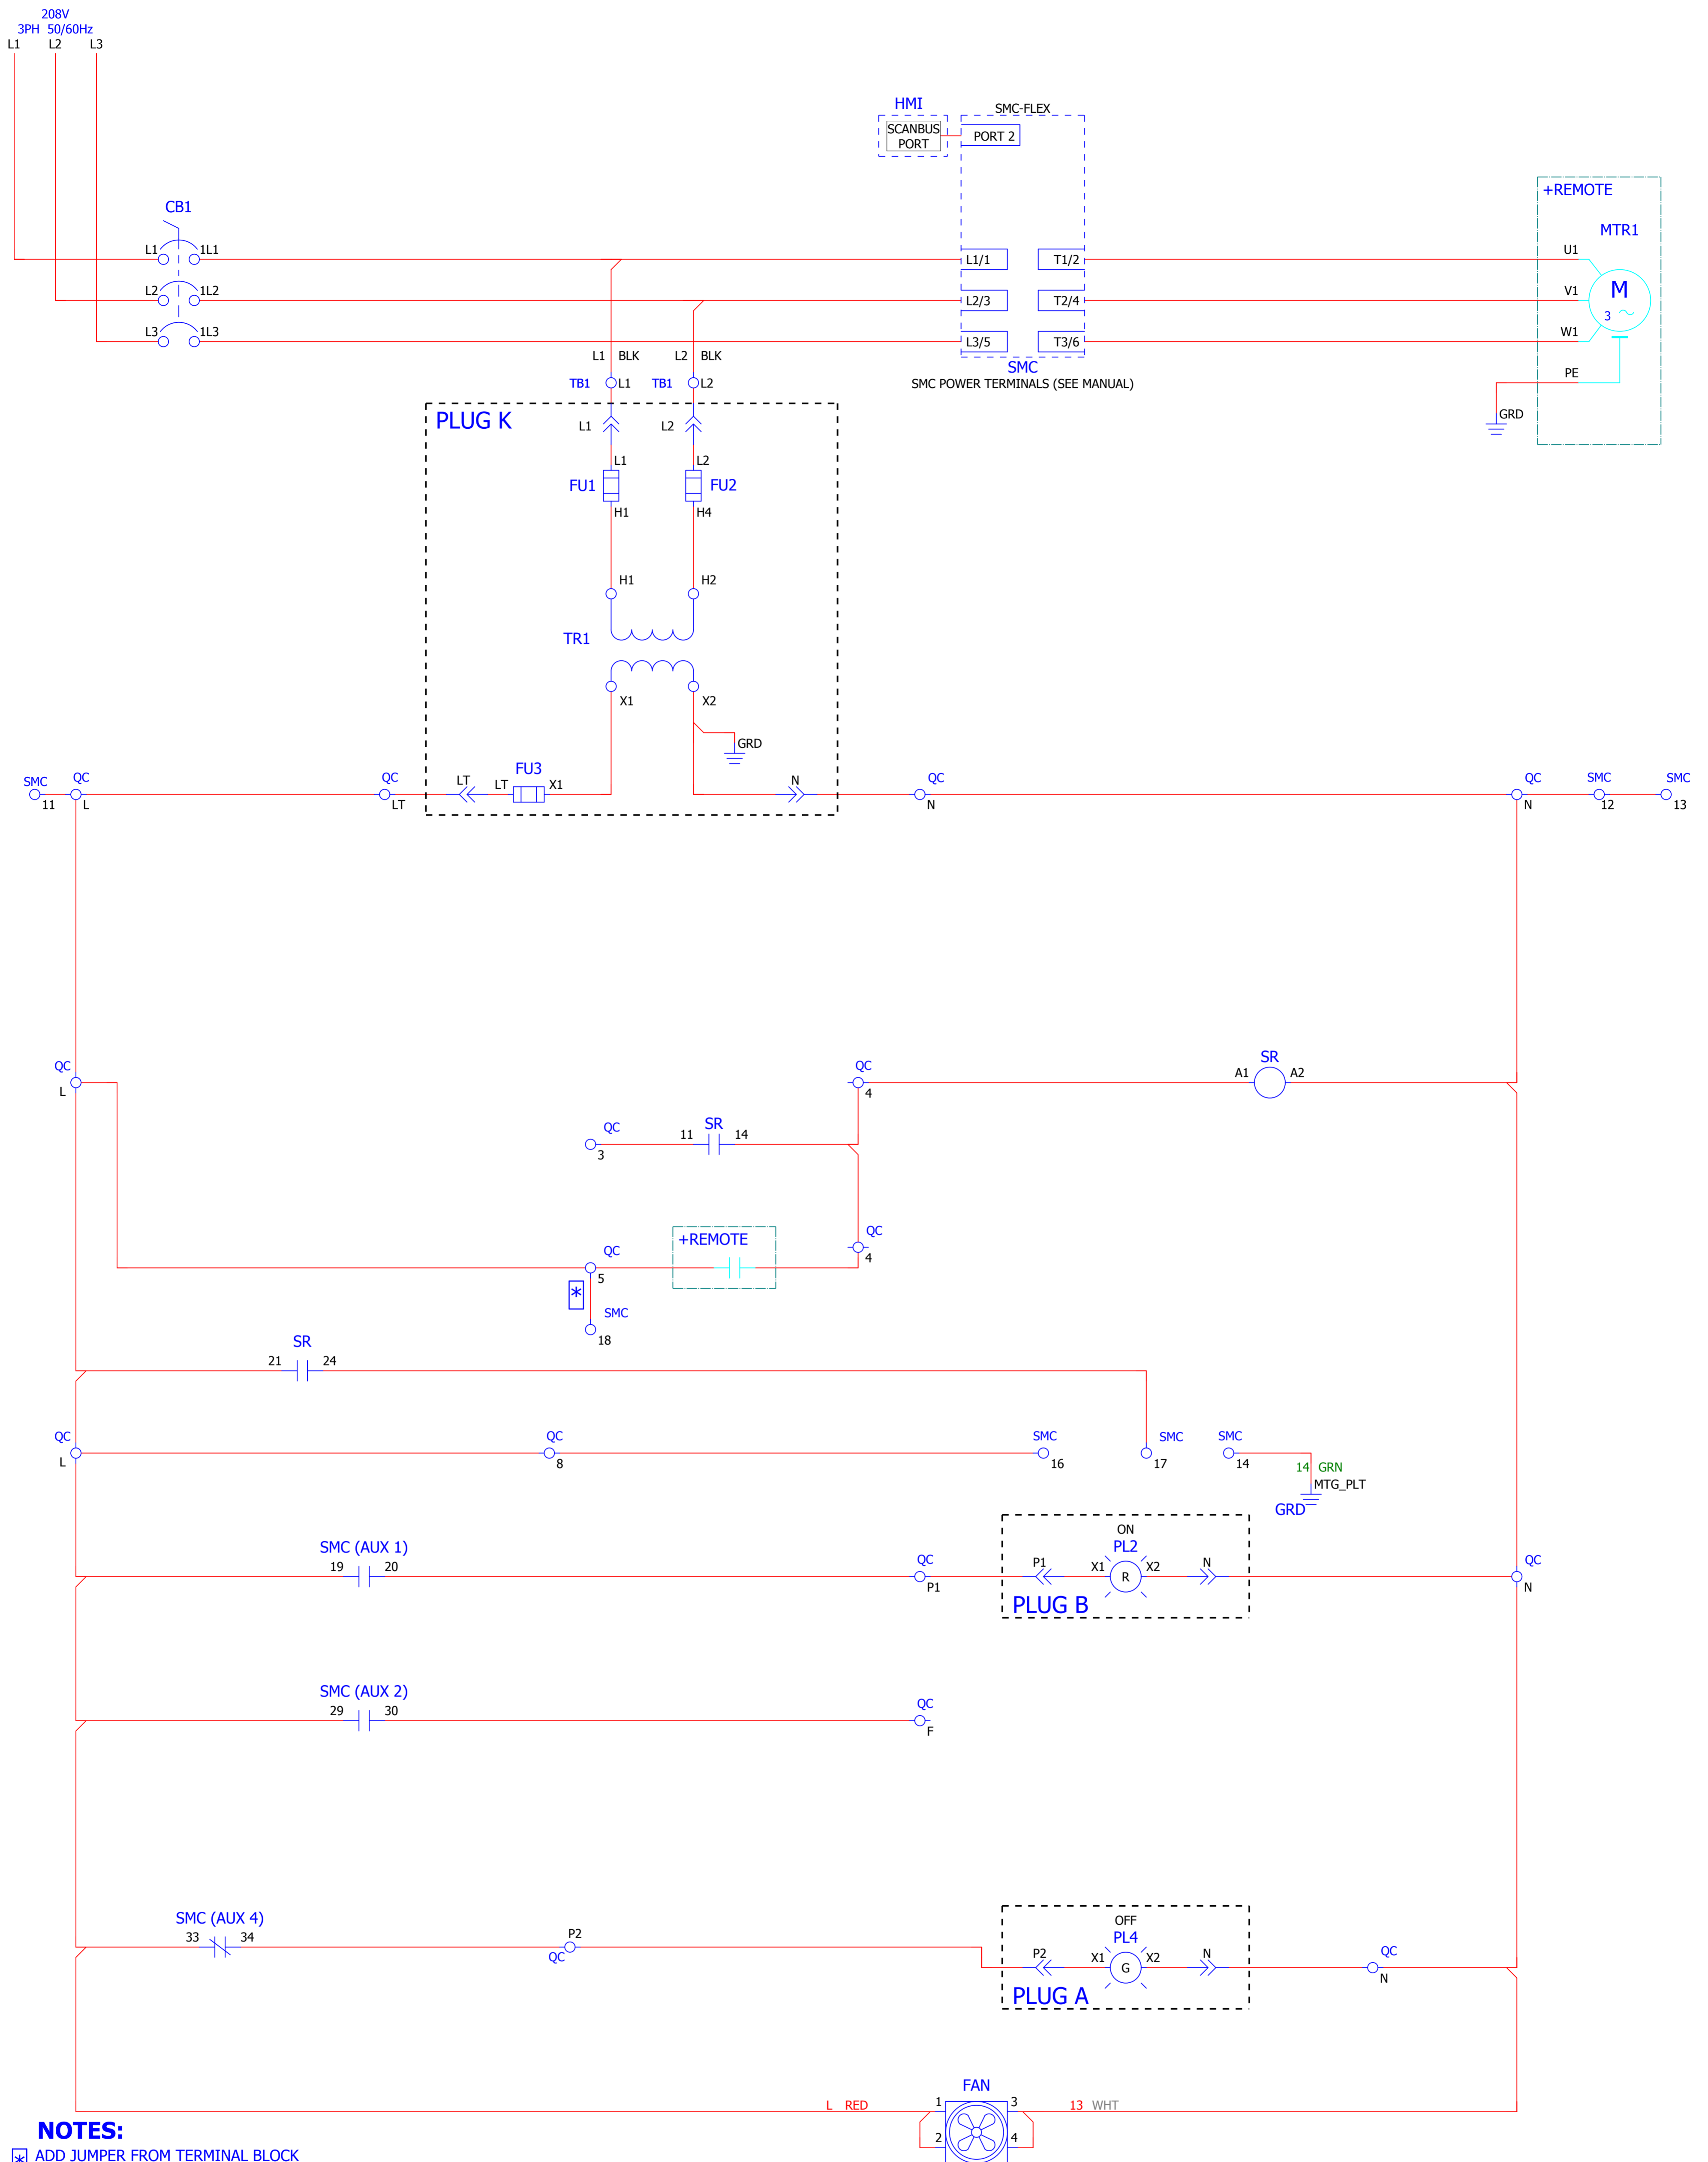 208V
3PH 50/60Hz
L1 L2 L3
HMI
SCANBUS
PORT
SMC-FLEX
PORT 2
+REMOTE
MTR1
CB1
L1 1L1
L2 1L2
L3 1L3
L1/1 T1/2
L2/3 T2/4
L3/5 T3/6
SMC
SMC POWER TERMINALS (SEE MANUAL)
U1
V1
W1
PE
M
3
GRD
L1 BLK L2 BLK
TB1 L1 TB1 L2
PLUG K
L1 L2
L1 L2
FU1 FU2
H1 H4
H1 H2
TR1
X1 X2
GRD
SMC QC QC LT LT FU3 X1 N QC QC SMC SMC
11 L LT N N 12 13
QC QC SR
L 4 A1 A2
QC 11 SR 14
3
+REMOTE
QC QC
5 4
*
SMC
18
SR
21 24
QC QC SMC SMC SMC
L 8 16 17 14
14 GRN
MTG_PLT
GRD
SMC (AUX 1)
19 20
QC
P1
ON
PL2
P1 X1 R X2 N
PLUG B
QC
N
SMC (AUX 2)
29 30
QC
F
SMC (AUX 4)
33 34
P2
QC
OFF
PL4
P2 X1 G X2 N
PLUG A
QC
N
FAN
L RED 1 3 13 WHT
2 4
NOTES:
* ADD JUMPER FROM TERMINAL BLOCK